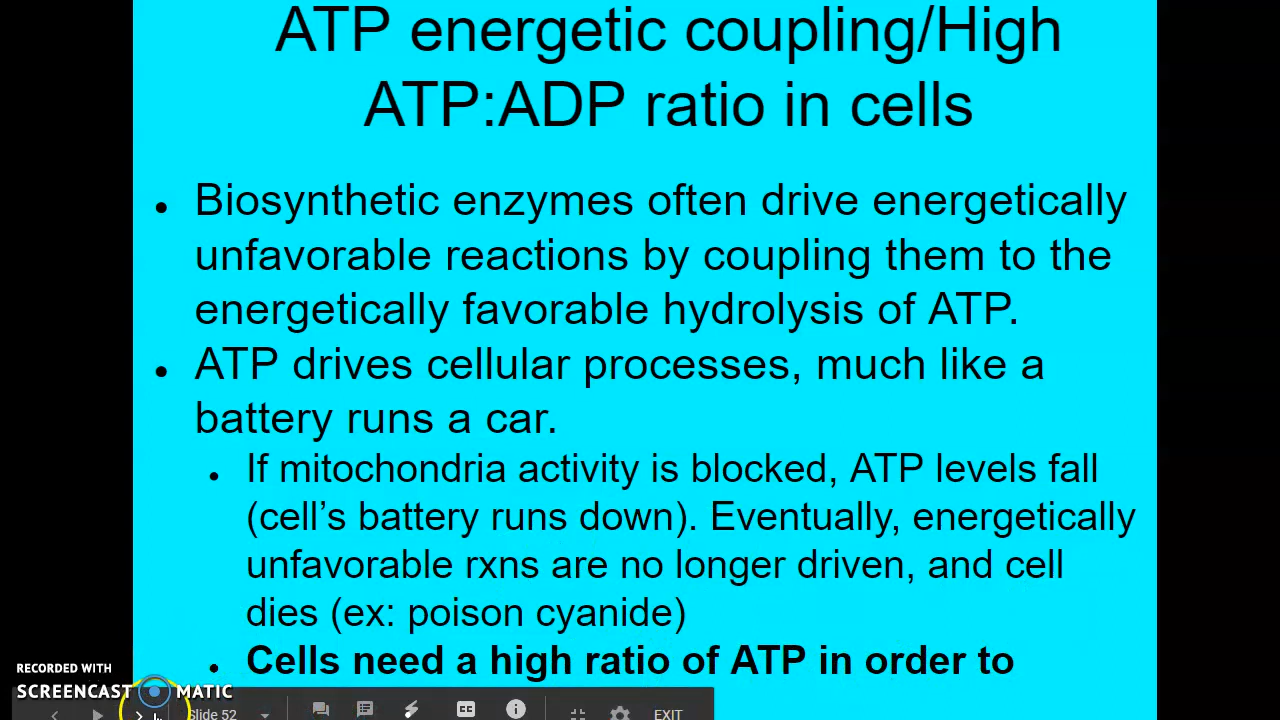 ATP energetic coupling/High
ATP:ADP ratio in cells
• Biosynthetic enzymes often drive energetically
unfavorable reactions by coupling them to the
energetically favorable hydrolysis of ATP.
• ATP drives cellular processes, much like a
battery runs a car.
• If mitochondria activity is blocked, ATP levels fall
(cell’s battery runs down). Eventually, energetically
unfavorable rxns are no longer driven, and cell
dies (ex: poison cyanide)
• Cells need a high ratio of ATP in order to
RECORDED WITH
SCREENCAST MATIC
Slide 52 CC EXIT